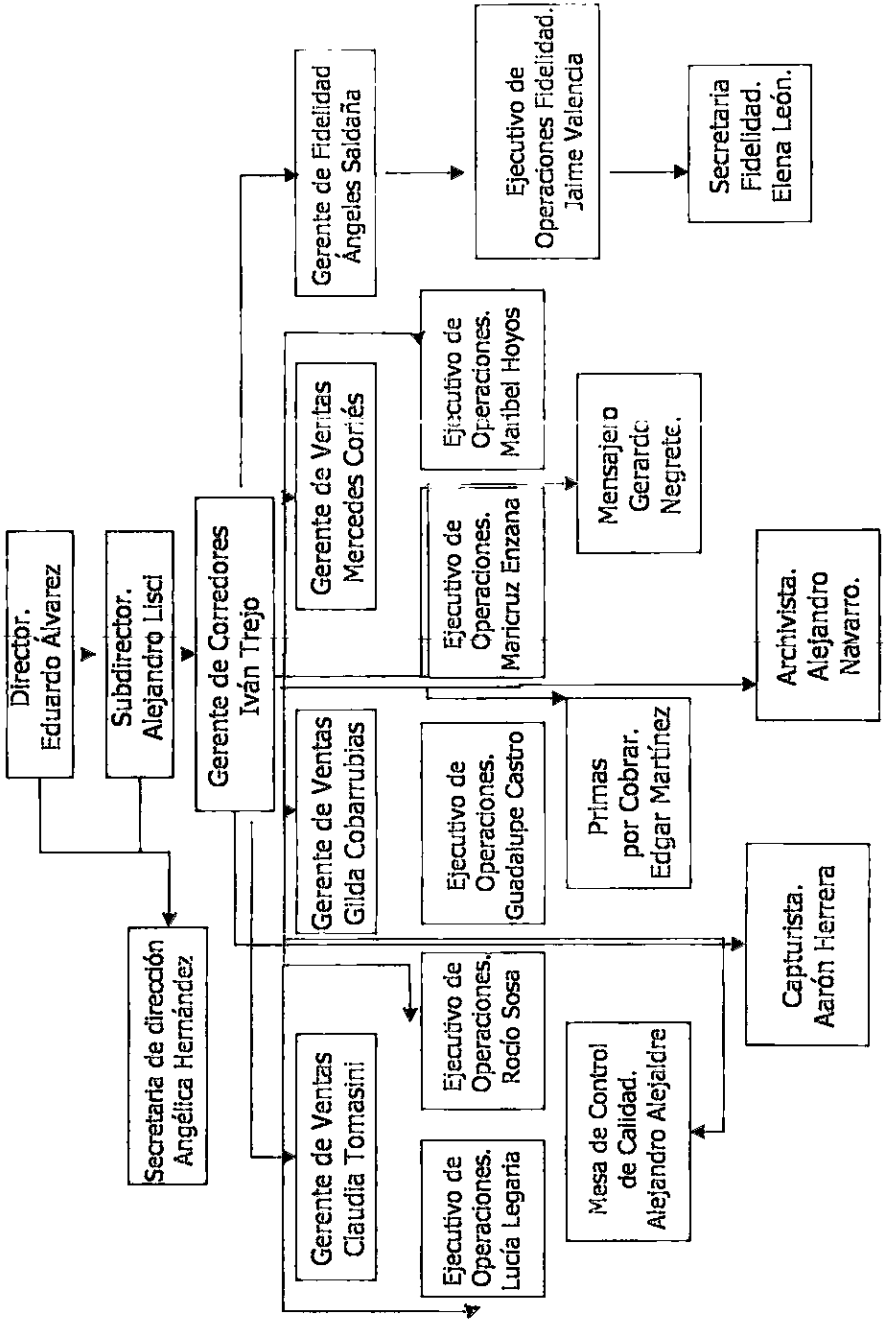 Director.
Eduardo Álvarez
Subdirector.
Alejandro Lisci
Secretaria de dirección
Angélica Hernández
Gerente de Corredores
Iván Trejo
Gerente de Ventas
Claudia Tomasini
Gerente de Ventas
Gilda Cobarrubias
Gerente de Ventas
Mercedes Cortés
Gerente de Fidelidad
Ángeles Saldaña
Ejecutivo de
Operaciones.
Lucía Legaria
Ejecutivo de
Operaciones.
Rocío Sosa
Ejecutivo de
Operaciones.
Guadalupe Castro
Ejecutivo de
Operaciones.
Maricruz Enzana
Ejecutivo de
Operaciones.
Maribel Hoyos
Ejecutivo de
Operaciones Fidelidad.
Jaime Valencia
Mesa de Control
de Calidad.
Alejandro Alejaldre
Primas
por Cobrar.
Edgar Martínez
Mensajero
Gerardo
Negrete.
Secretaria
Fidelidad.
Elena León.
Capturista.
Aarón Herrera
Archivista.
Alejandro
Navarro.